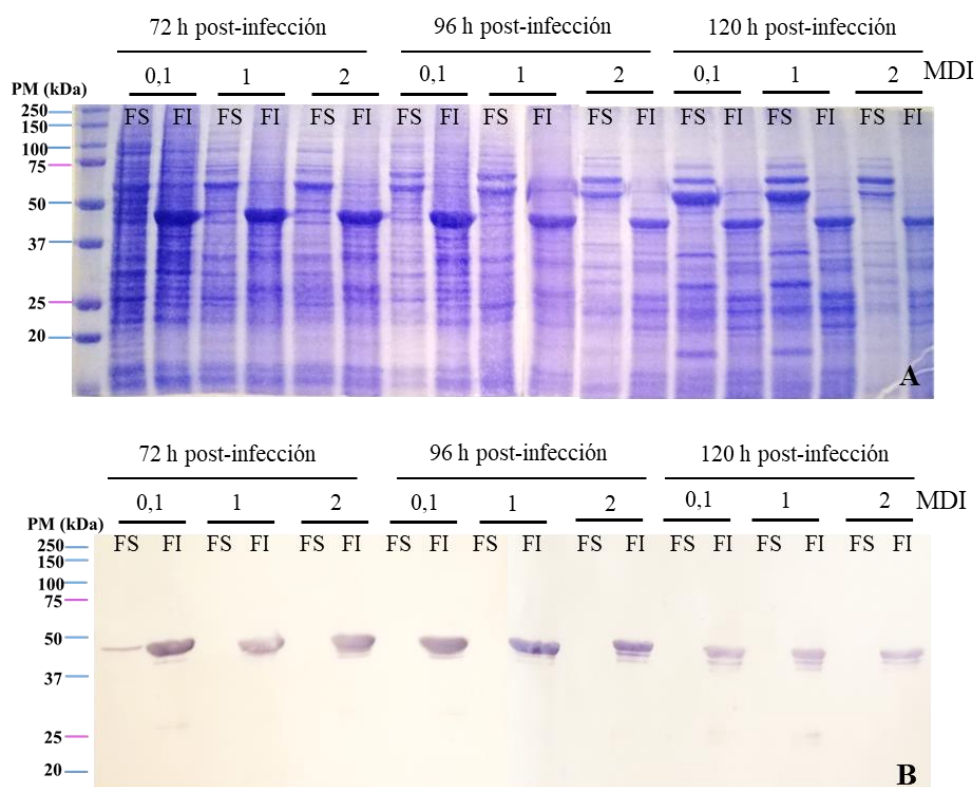 72 h post-infección 96 h post-infección 120 h post-infección
0,1 1 2 0,1 1 2 0,1 1 2 MDI
PM (kDa)
FS FI FS FI FS FI FS FI FS FI FS FI FS FI FS FI FS FI
250
150
100
75
50
37
25
20
A
72 h post-infección 96 h post-infección 120 h post-infección
0,1 1 2 0,1 1 2 0,1 1 2 MDI
PM (kDa)
FS FI FS FI FS FI FS FI FS FI FS FI FS FI FS FI FS FI
250
150
100
75
50
37
25
20
B